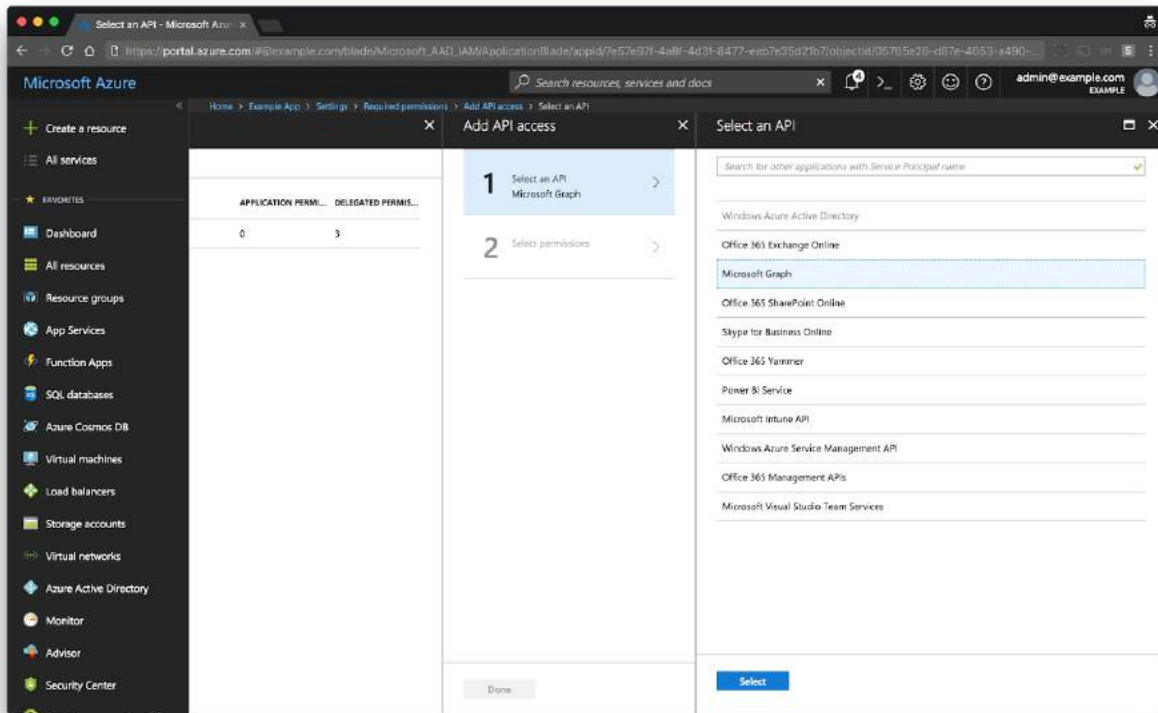 Select an API - Microsoft Azu
https://portal.azure.com
Microsoft Azure
Search resources, services and docs
4
admin@example.com
EXAMPLE
Home > Example App > Settings > Required permissions > Add API access > Select an API
Create a resource
All services
FAVORITES
Dashboard
All resources
Resource groups
App Services
Function Apps
SQL databases
Azure Cosmos DB
Virtual machines
Load balancers
Storage accounts
Virtual networks
Azure Active Directory
Monitor
Advisor
Security Center
APPLICATION PERMI... DELEGATED PERMIS...
0 3
Add API access
1 Select an API
Microsoft Graph
2 Select permissions
Done
Select an API
Search for other applications with Service Principal name
Windows Azure Active Directory
Office 365 Exchange Online
Microsoft Graph
Office 365 SharePoint Online
Skype for Business Online
Office 365 Yammer
Power BI Service
Microsoft Intune API
Windows Azure Service Management API
Office 365 Management APIs
Microsoft Visual Studio Team Services
Select